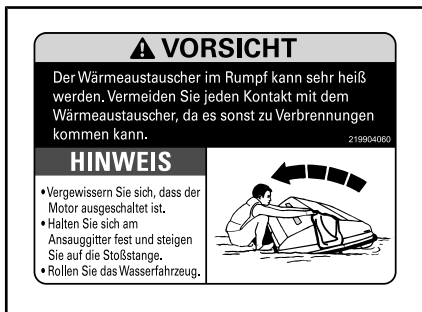 ⚠ VORSICHT
Der Wärmeaustauscher im Rumpf kann sehr heiß
werden. Vermeiden Sie jeden Kontakt mit dem
Wärmeaustauscher, da es sonst zu Verbrennungen
kommen kann.
219904060
HINWEIS
• Vergewissern Sie sich, dass der
Motor ausgeschaltet ist.
• Halten Sie sich am
Ansauggitter fest und steigen
Sie auf die Stoßstange.
• Rollen Sie das Wasserfahrzeug.